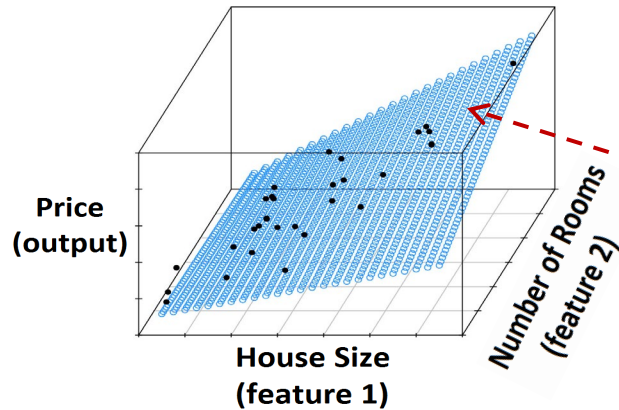 Price
(output)
House Size
(feature 1)
Number of Rooms
(feature 2)